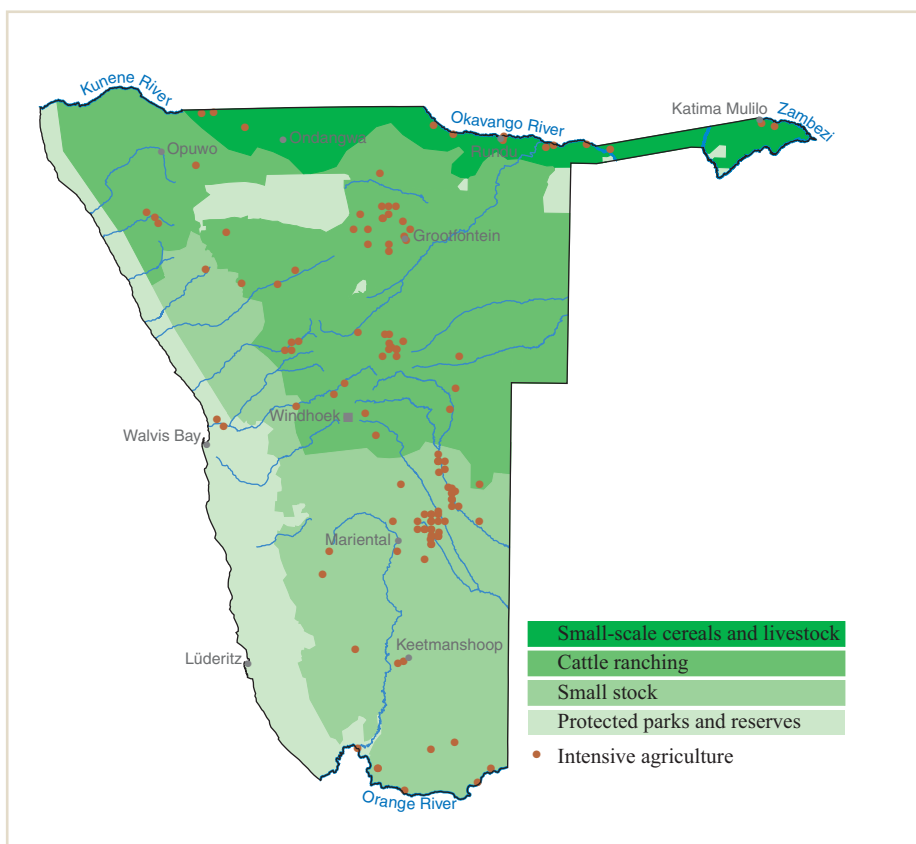 Kunene River
Okavango River
Katima Mulilo
Zambezi
Opuwo
Ondangwa
Rundu
Grootfontein
Windhoek
Walvis Bay
Mariental
Keetmanshoop
Lüderitz
Orange River
Small-scale cereals and livestock
Cattle ranching
Small stock
Protected parks and reserves
Intensive agriculture